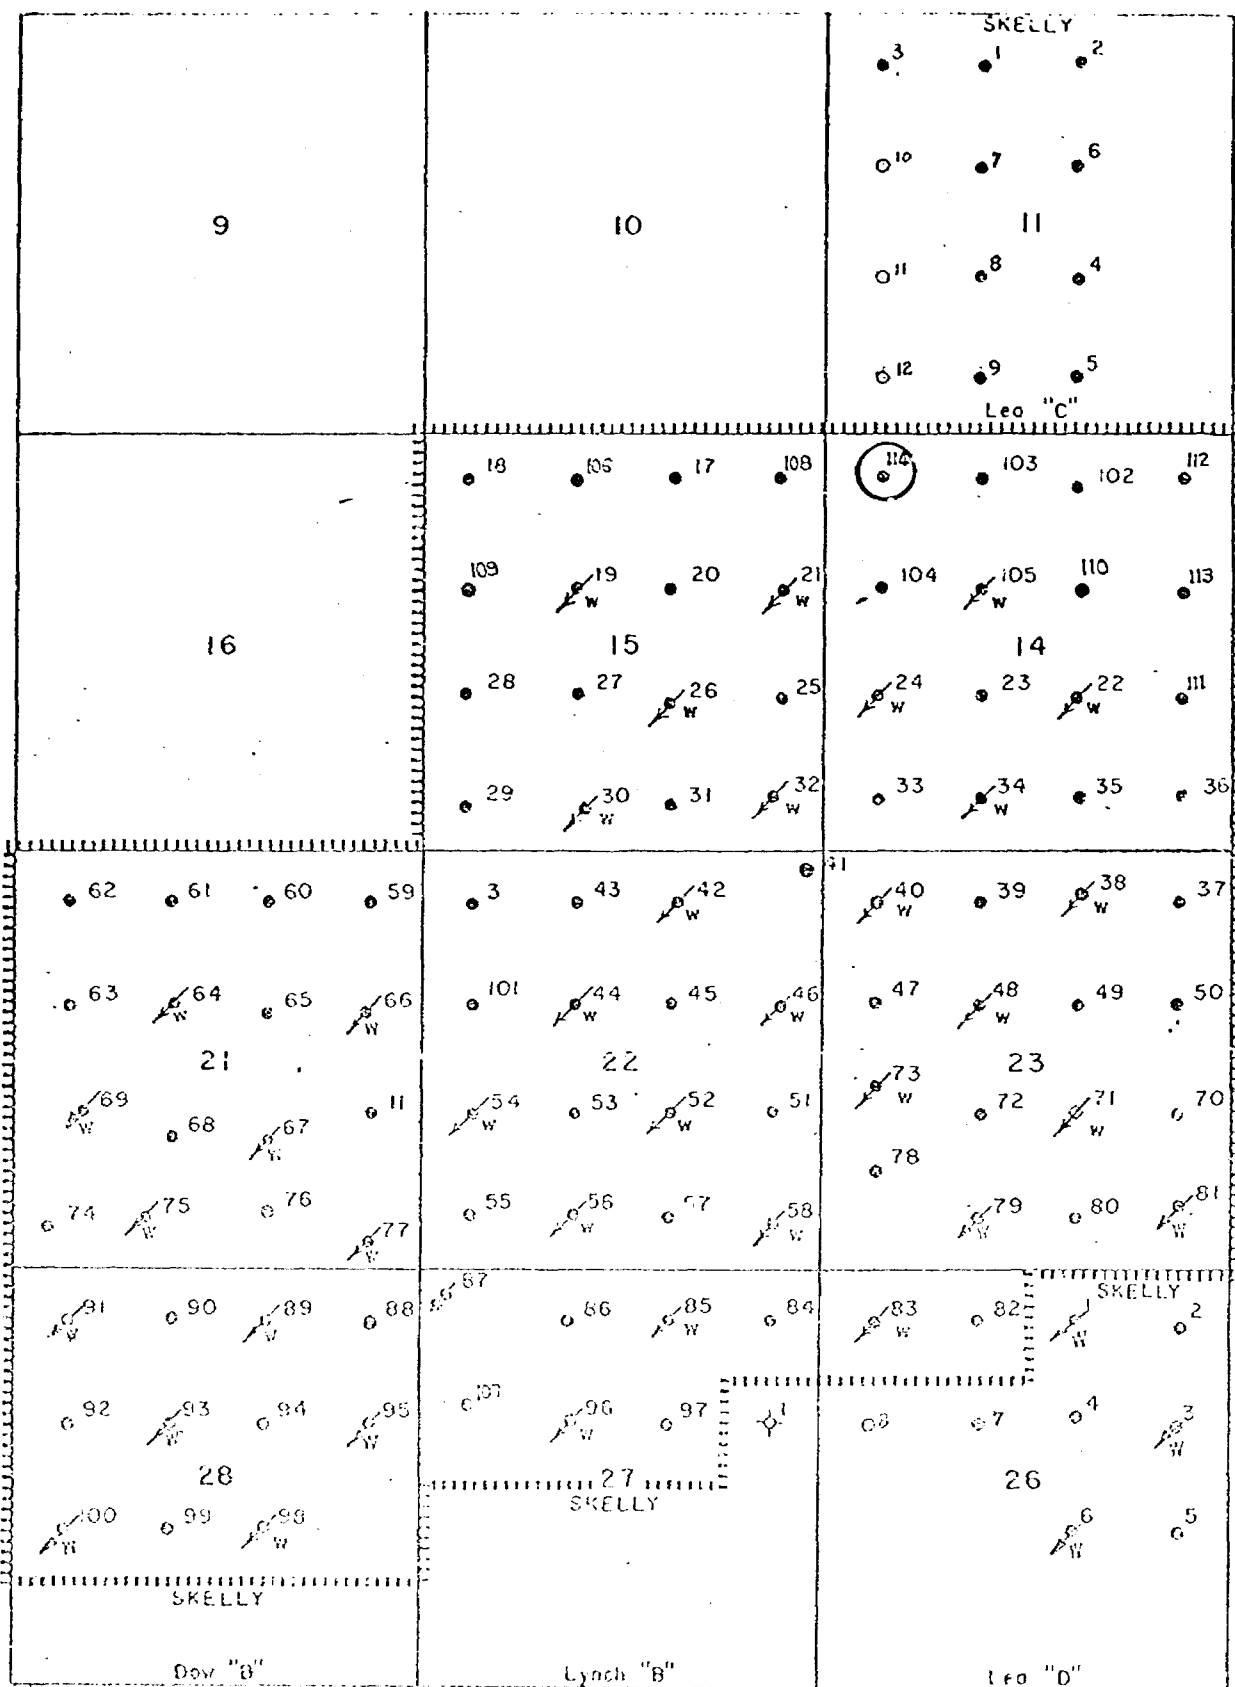 SKELLY
3 1 2
10 7 6
9 10 11
11 8 4
12 9 5
Lea "C"
18 106 17 108 114 103 102 112
109 19 20 21 104 105 110 113
W W W
16 15 14
28 27 26 25 24 23 22 111
W W W
29 30 31 32 33 34 35 36
W W W
41
62 61 60 59 3 43 42 40 39 38 37
W W W
63 64 65 66 101 44 45 46 47 48 49 50
W W W W W
21 22 23
69 68 67 11 54 53 52 51 73 72 71 70
W W W W W W
78
74 75 76 77 55 56 57 58 79 80 81
W W W W W W
SKELLY
91 90 89 88 87 86 85 84 83 82 1 2
W W W W W
92 93 94 95 107 96 97 1 8 7 4 3
W W W W
28 27 26
SKELLY
100 99 98 6 5
W W W
SKELLY
Dow "B" Lynch "B" Lea "D"